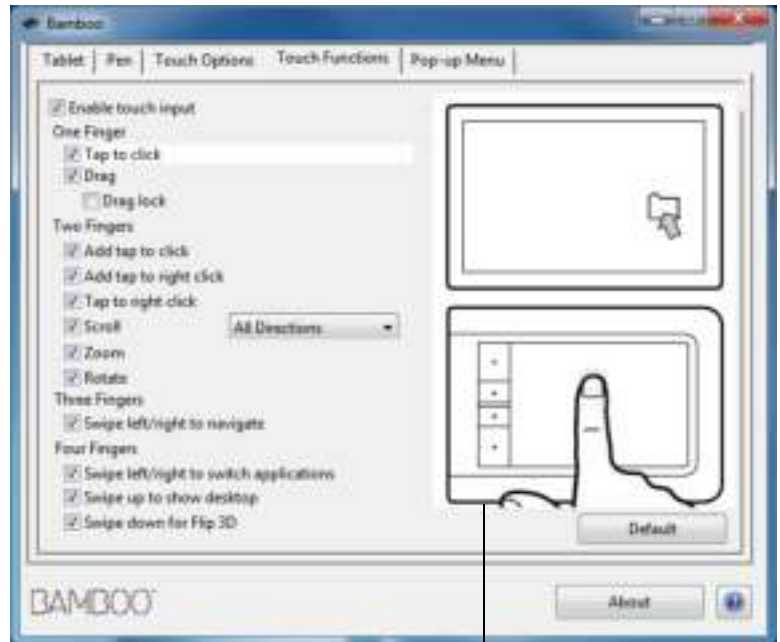 Bamboo
Tablet Pen Touch Options Touch Functions Pop-up Menu
Enable touch input
One Finger
Tap to click
Drag
Drag lock
Two Fingers
Add tap to click
Add tap to right click
Tap to right click
Scroll All Directions
Zoom
Rotate
Three Fingers
Swipe left/right to navigate
Four Fingers
Swipe left/right to switch applications
Swipe up to show desktop
Swipe down for Flip 3D
Default
BAMBOO About ?